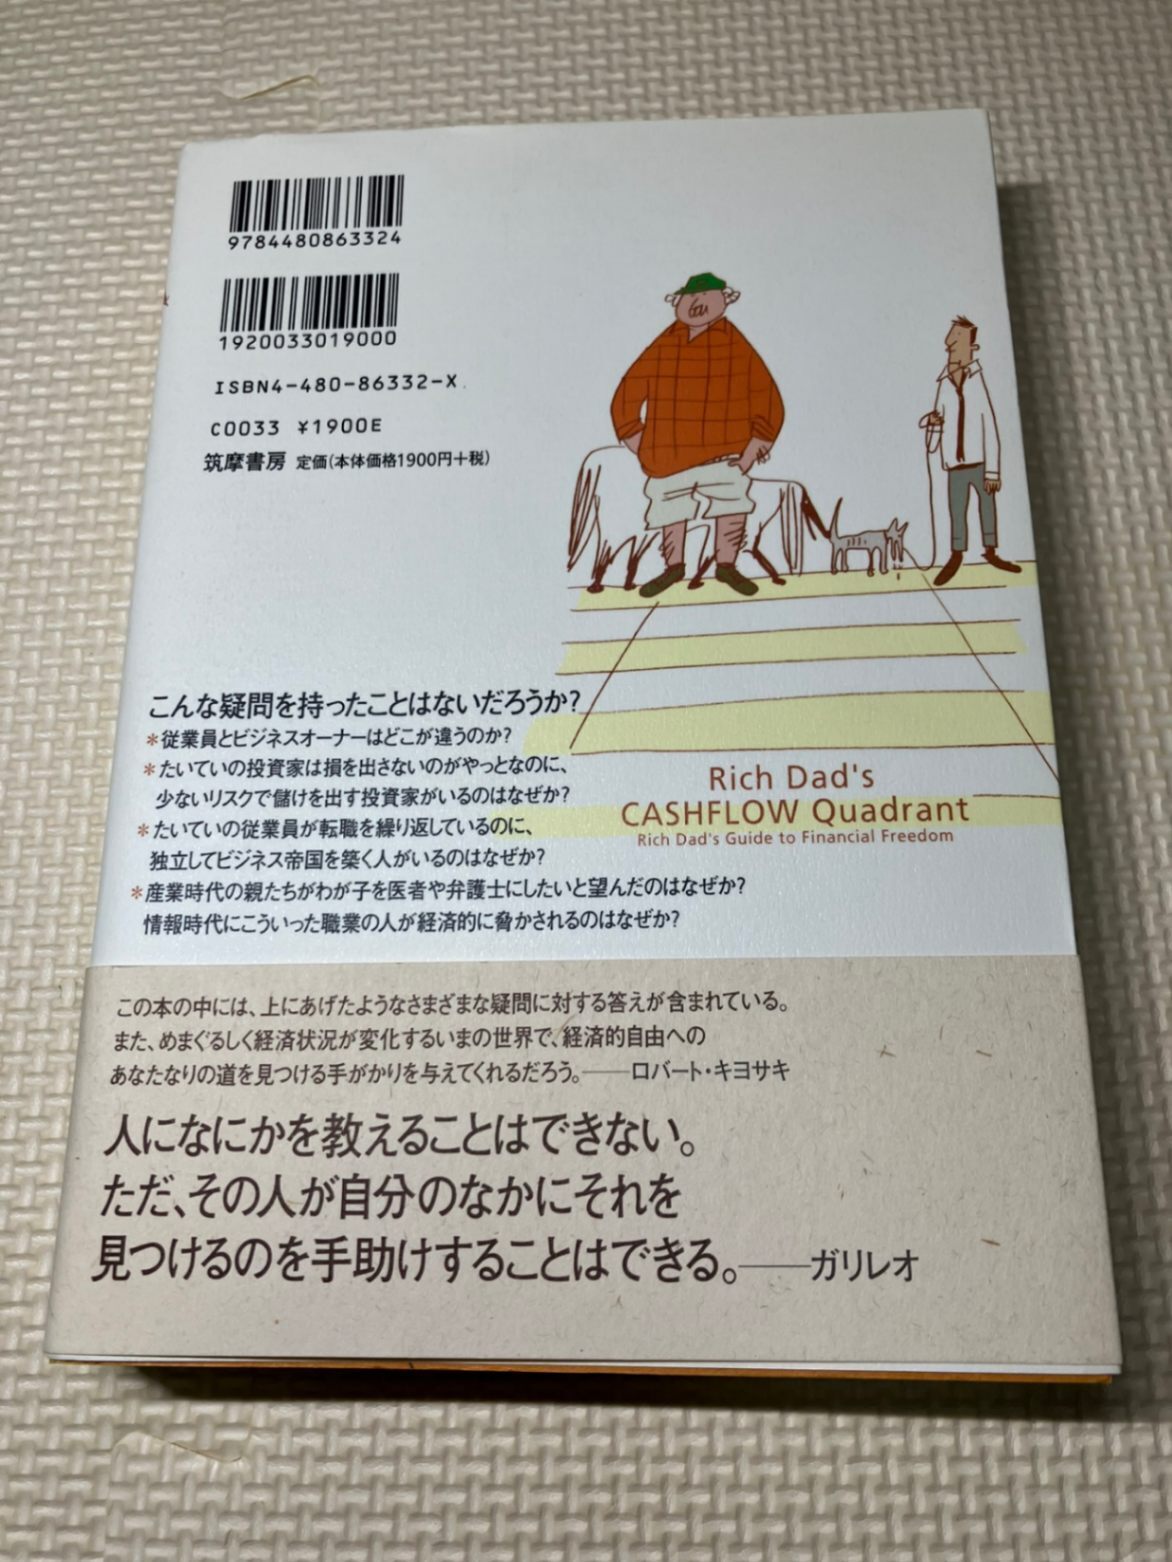 9784480863324
1920033019000
ISBN4-480-86332-X
C0033 ¥1900E
筑摩書房 定価(本体価格1900円+税)
こんな疑問を持ったことはないだろうか?
*従業員とビジネスオーナーはどこが違うのか?
*たいていの投資家は損を出さないのがやっとなのに、
少ないリスクで儲けを出す投資家がいるのはなぜか?
*たいていの従業員が転職を繰り返しているのに、
独立してビジネス帝国を築く人がいるのはなぜか?
*産業時代の親たちがわが子を医者や弁護士にしたいと望んだのはなぜか?
情報時代にこういった職業の人が経済的に脅かされるのはなぜか?
Rich Dad's
CASHFLOW Quadrant
Rich Dad's Guide to Financial Freedom
この本の中には、上にあげたようなさまざまな疑問に対する答えが含まれている。
また、めまぐるしく経済状況が変化するいまの世界で、経済的自由への
あなたなりの道を見つける手がかりを与えてくれるだろう。——ロバート・キヨサキ
人になにかを教えることはできない。
ただ、その人が自分のなかにそれを
見つけるのを手助けすることはできる。——ガリレオ